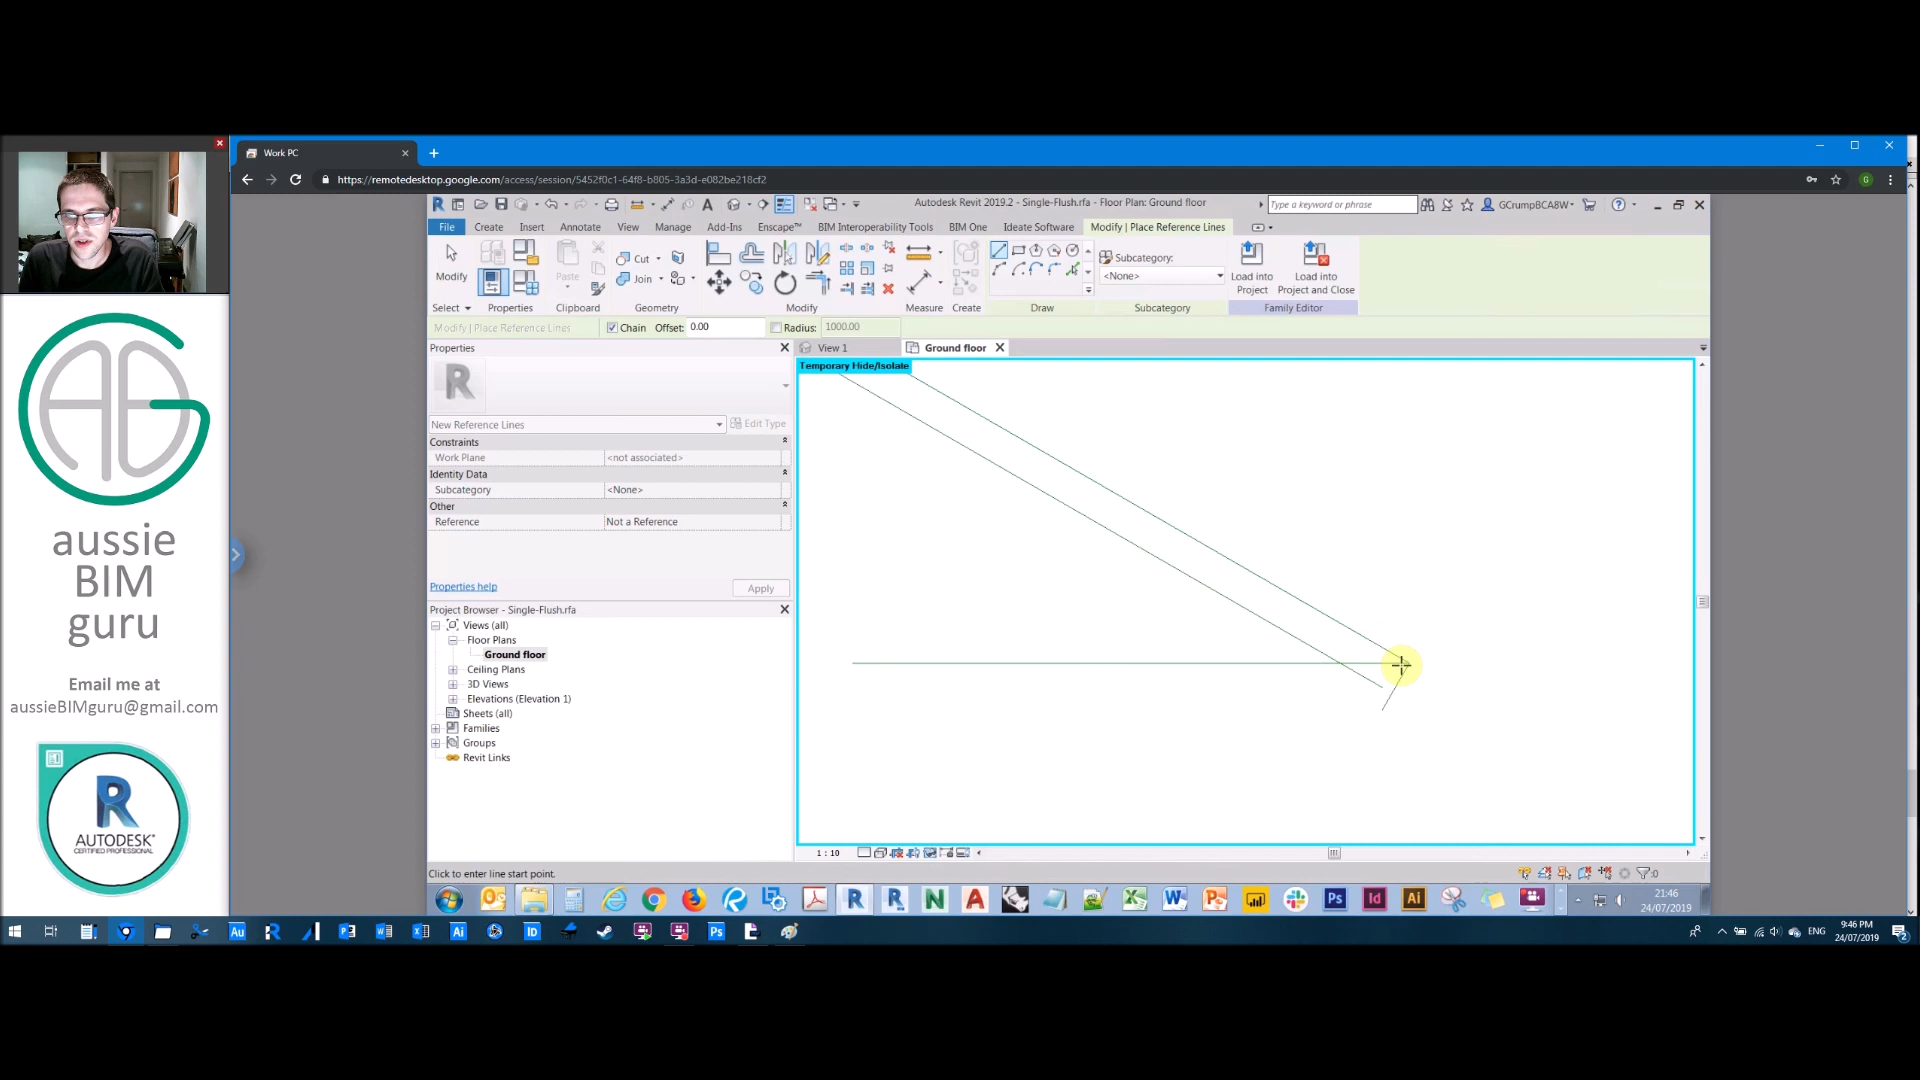 Work PC
https://remotedesktop.google.com/access/session/5452f0c1-64f8-b805-3a3d-e082be218cf2
Autodesk Revit 2019.2 - Single-Flush.rfa - Floor Plan: Ground floor
Type a keyword or phrase
GCrumpBCA8W
File Create Insert Annotate View Manage Add-Ins Enscape™ BIM Interoperability Tools BIM One Ideate Software Modify | Place Reference Lines
Modify
Paste
Cut
Join
Subcategory:
<None>
Load into Project
Load into Project and Close
Select Properties Clipboard Geometry Modify Measure Create Draw Subcategory Family Editor
Modify | Place Reference Lines
Chain Offset: 0.00 Radius: 1000.00
Properties
View 1
Ground floor
Temporary Hide/Isolate
New Reference Lines
Edit Type
Constraints
Work Plane <not associated>
Identity Data
Subcategory <None>
Other
Reference Not a Reference
Properties help
Apply
Project Browser - Single-Flush.rfa
Views (all)
Floor Plans
Ground floor
Ceiling Plans
3D Views
Elevations (Elevation 1)
Sheets (all)
Families
Groups
Revit Links
1 : 10
Click to enter line start point.
:0
21:46
24/07/2019
ENG
9:46 PM
24/07/2019
aussie
BIM
guru
Email me at
aussieBIMguru@gmail.com
AUTODESK
CERTIFIED PROFESSIONAL